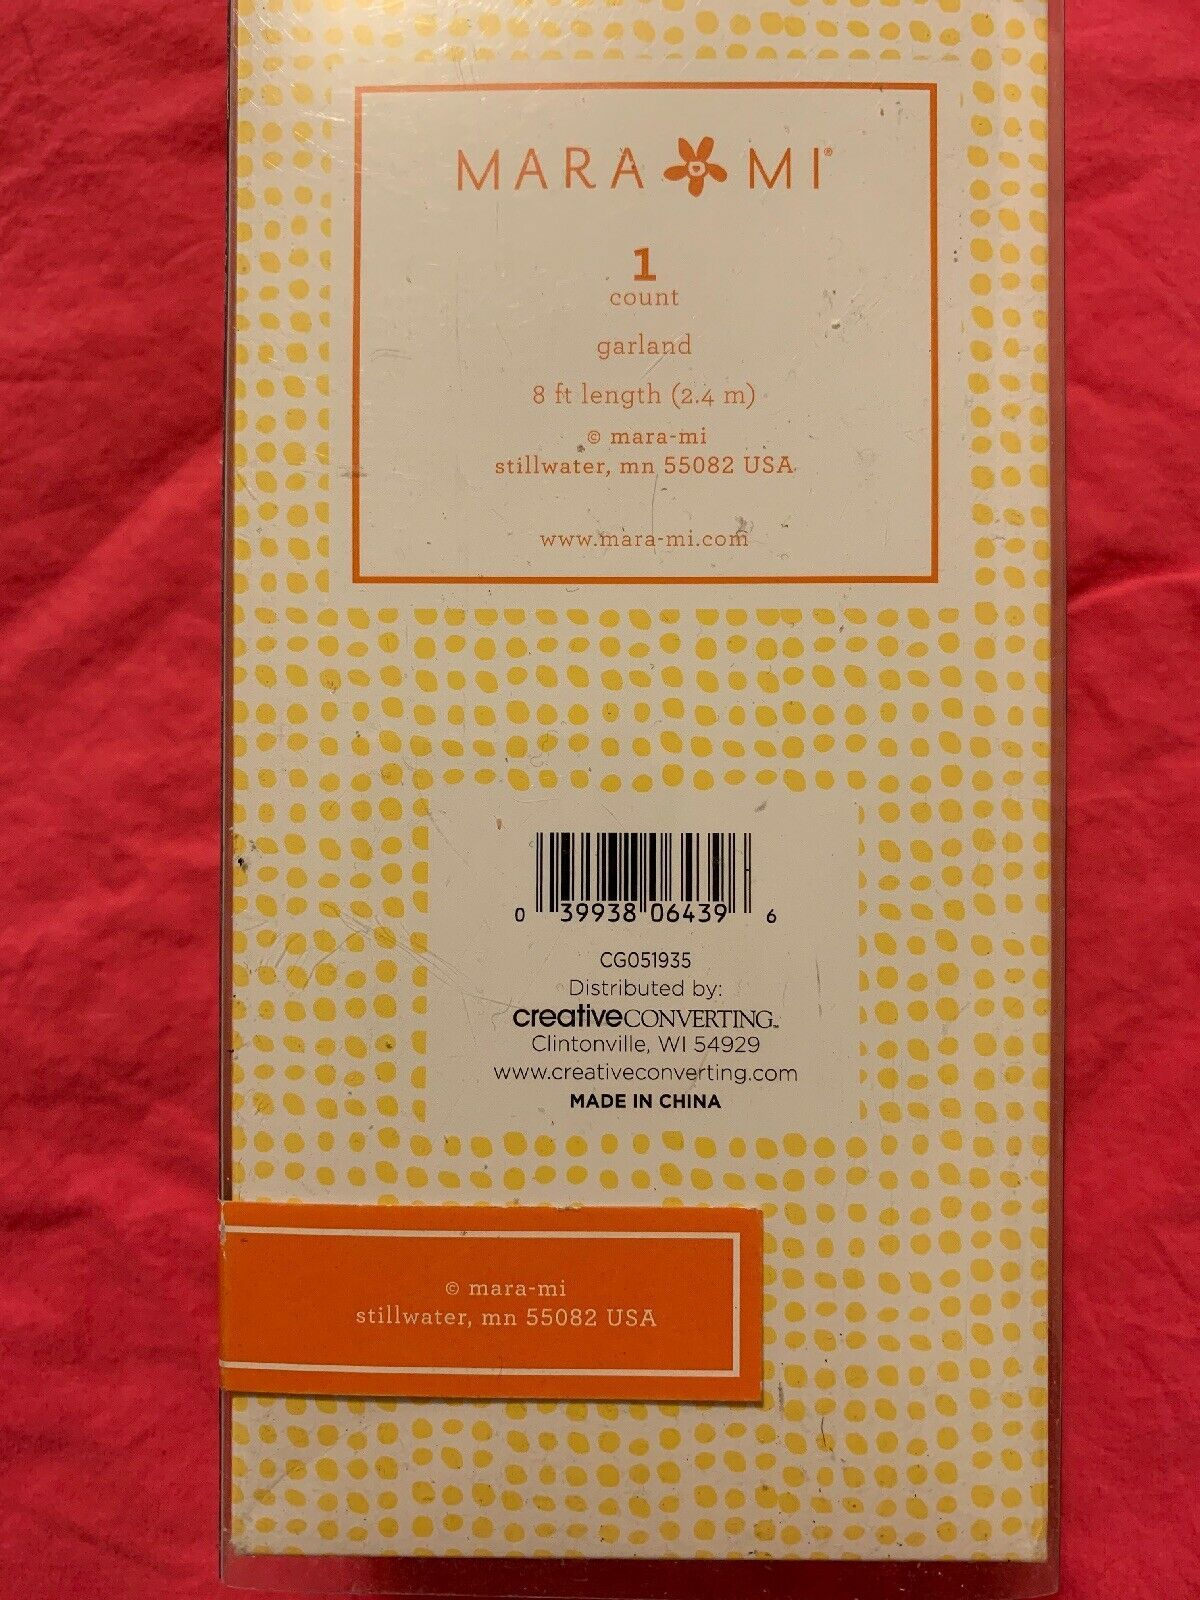 MARA MI®
1
count
garland
8 ft length (2.4 m)
© mara-mi
stillwater, mn 55082 USA
www.mara-mi.com
0 39938 06439 6
CG051935
Distributed by:
creativeCONVERTING™
Clintonville, WI 54929
www.creativeconverting.com
MADE IN CHINA
© mara-mi
stillwater, mn 55082 USA